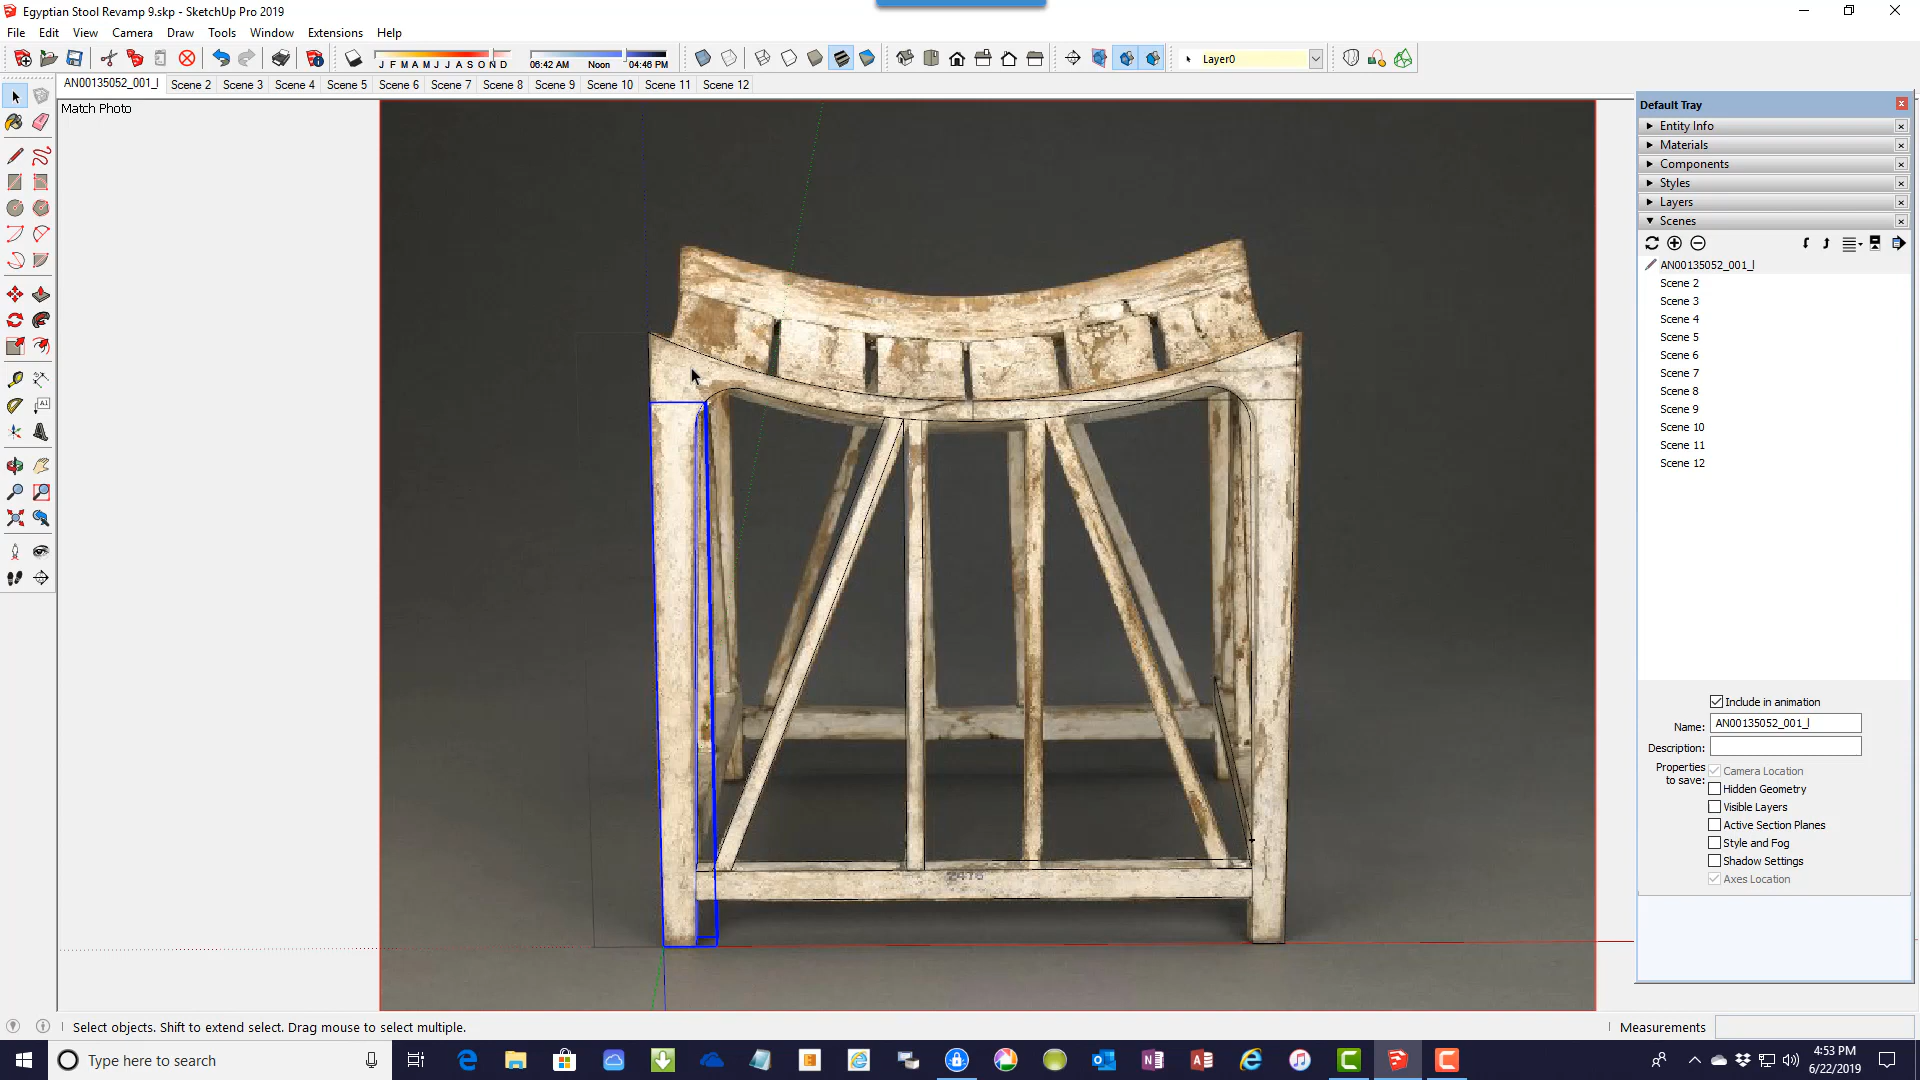 Egyptian Stool Revamp 9.skp - SketchUp Pro 2019
File Edit View Camera Draw Tools Window Extensions Help
J F M A M J J A S O N D
06:42 AM Noon 04:46 PM
Layer0
AN00135052_001_l Scene 2 Scene 3 Scene 4 Scene 5 Scene 6 Scene 7 Scene 8 Scene 9 Scene 10 Scene 11 Scene 12
Match Photo
Default Tray
Entity Info
Materials
Components
Styles
Layers
Scenes
AN00135052_001_l
Scene 2
Scene 3
Scene 4
Scene 5
Scene 6
Scene 7
Scene 8
Scene 9
Scene 10
Scene 11
Scene 12
Include in animation
Name: AN00135052_001_l
Description:
Properties
to save:
Camera Location
Hidden Geometry
Visible Layers
Active Section Planes
Style and Fog
Shadow Settings
Axes Location
2476
Select objects. Shift to extend select. Drag mouse to select multiple.
Measurements
Type here to search
4:53 PM
6/22/2019